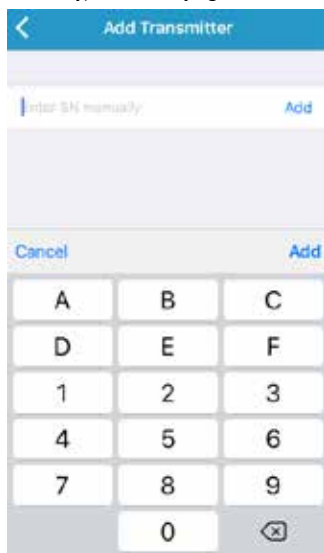 Add Transmitter
Enter SN manually Add
Cancel Add
A B C
D E F
1 2 3
4 5 6
7 8 9
0